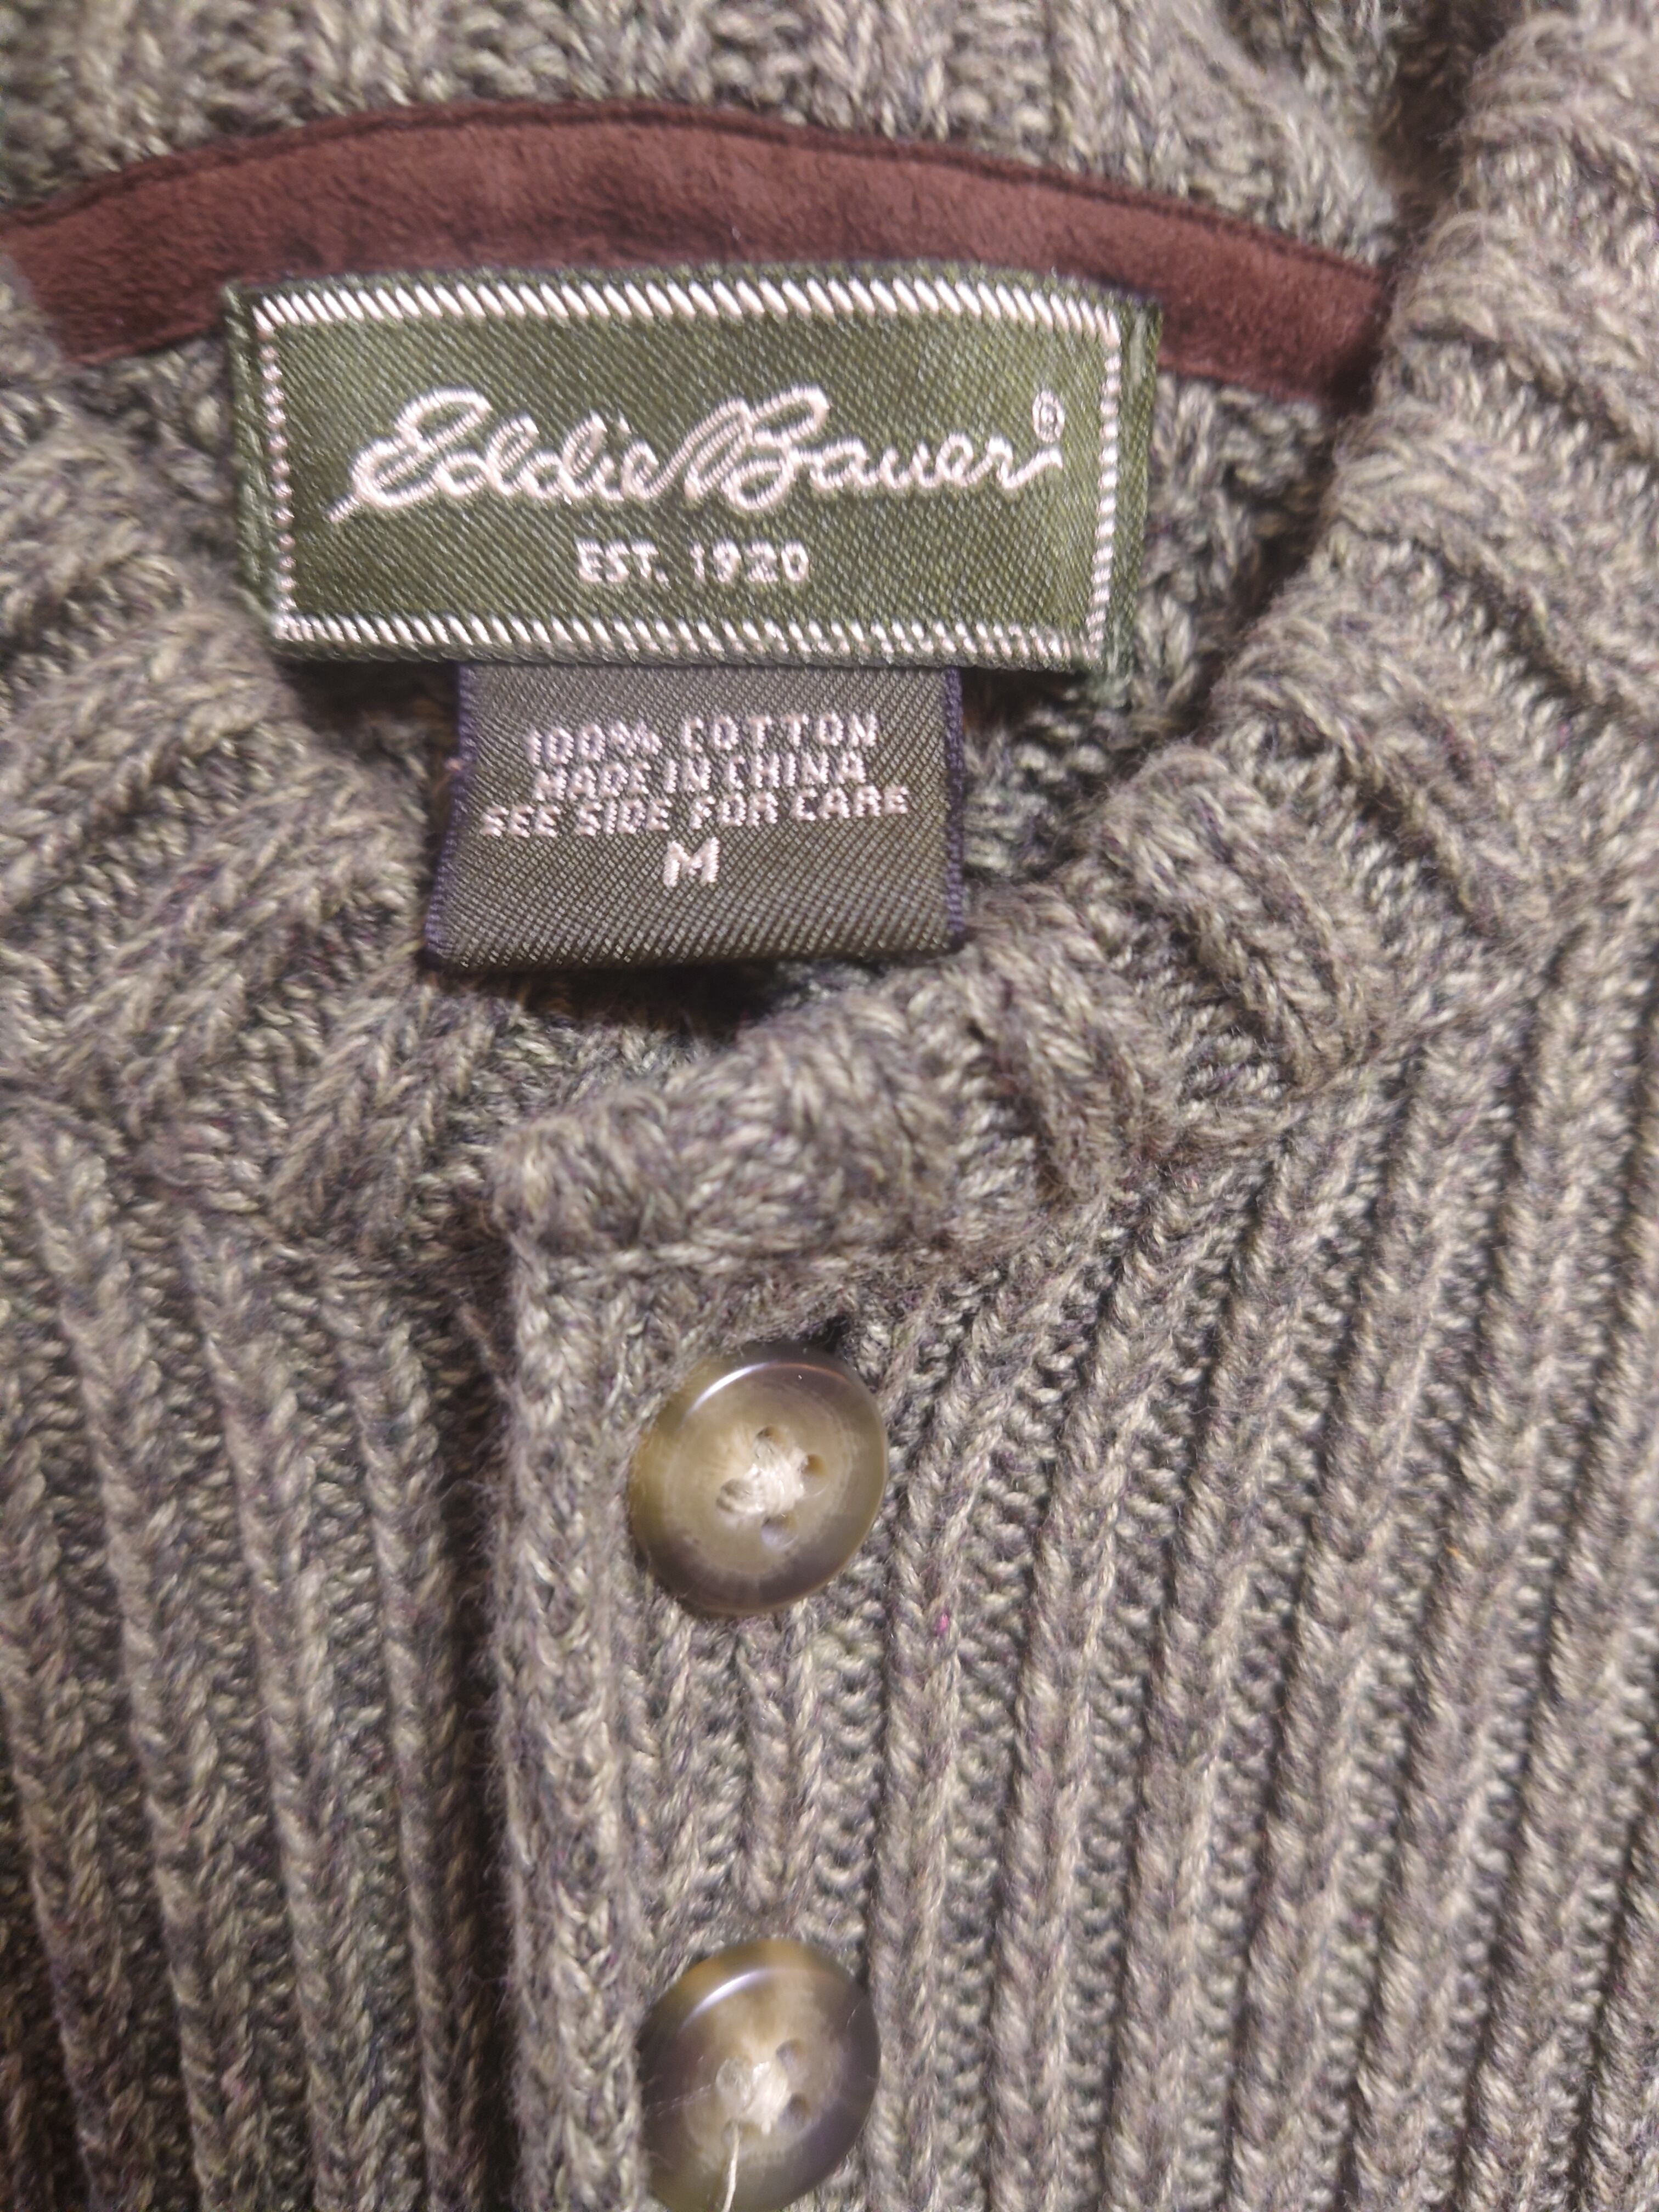 Eddie Bauer®
EST. 1920
100% COTTON
MADE IN CHINA
SEE SIDE FOR CARE
M